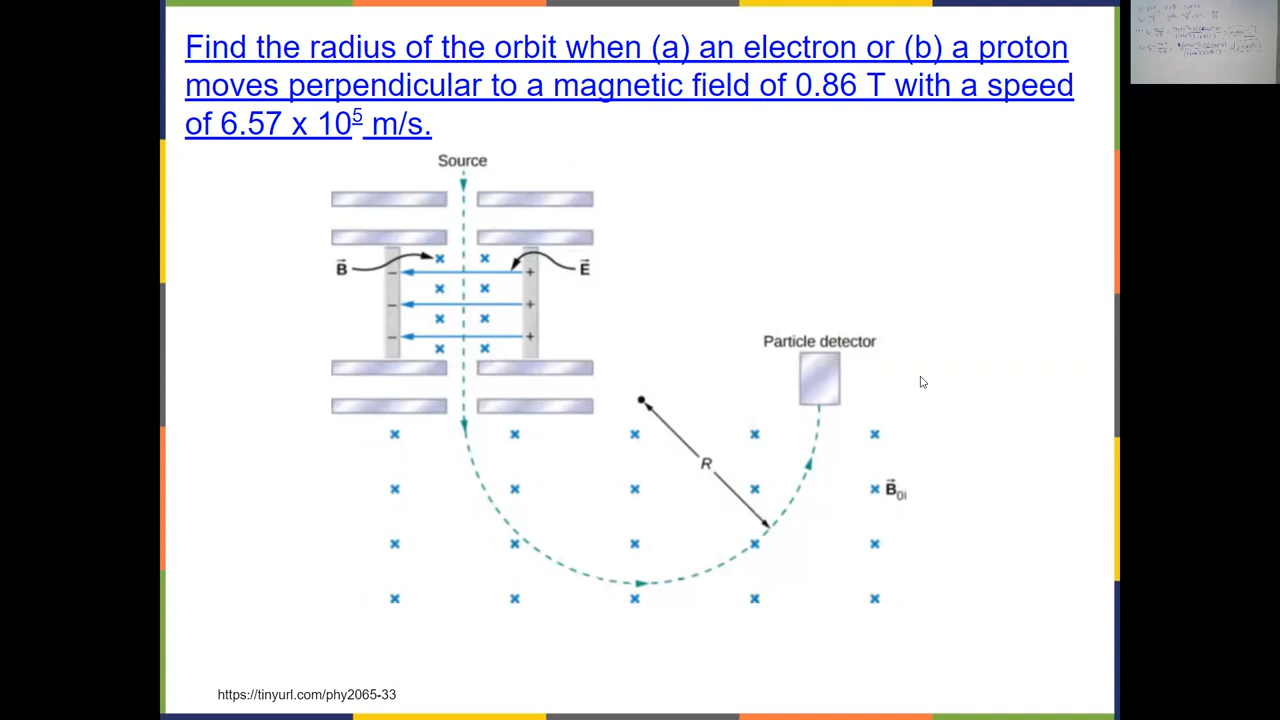 Find the radius of the orbit when (a) an electron or (b) a proton
moves perpendicular to a magnetic field of 0.86 T with a speed
of 6.57 x 10⁵ m/s.
Source
B⃗
E⃗
− +
− +
− +
Particle detector
R
B⃗₀ᵢ
https://tinyurl.com/phy2065-33